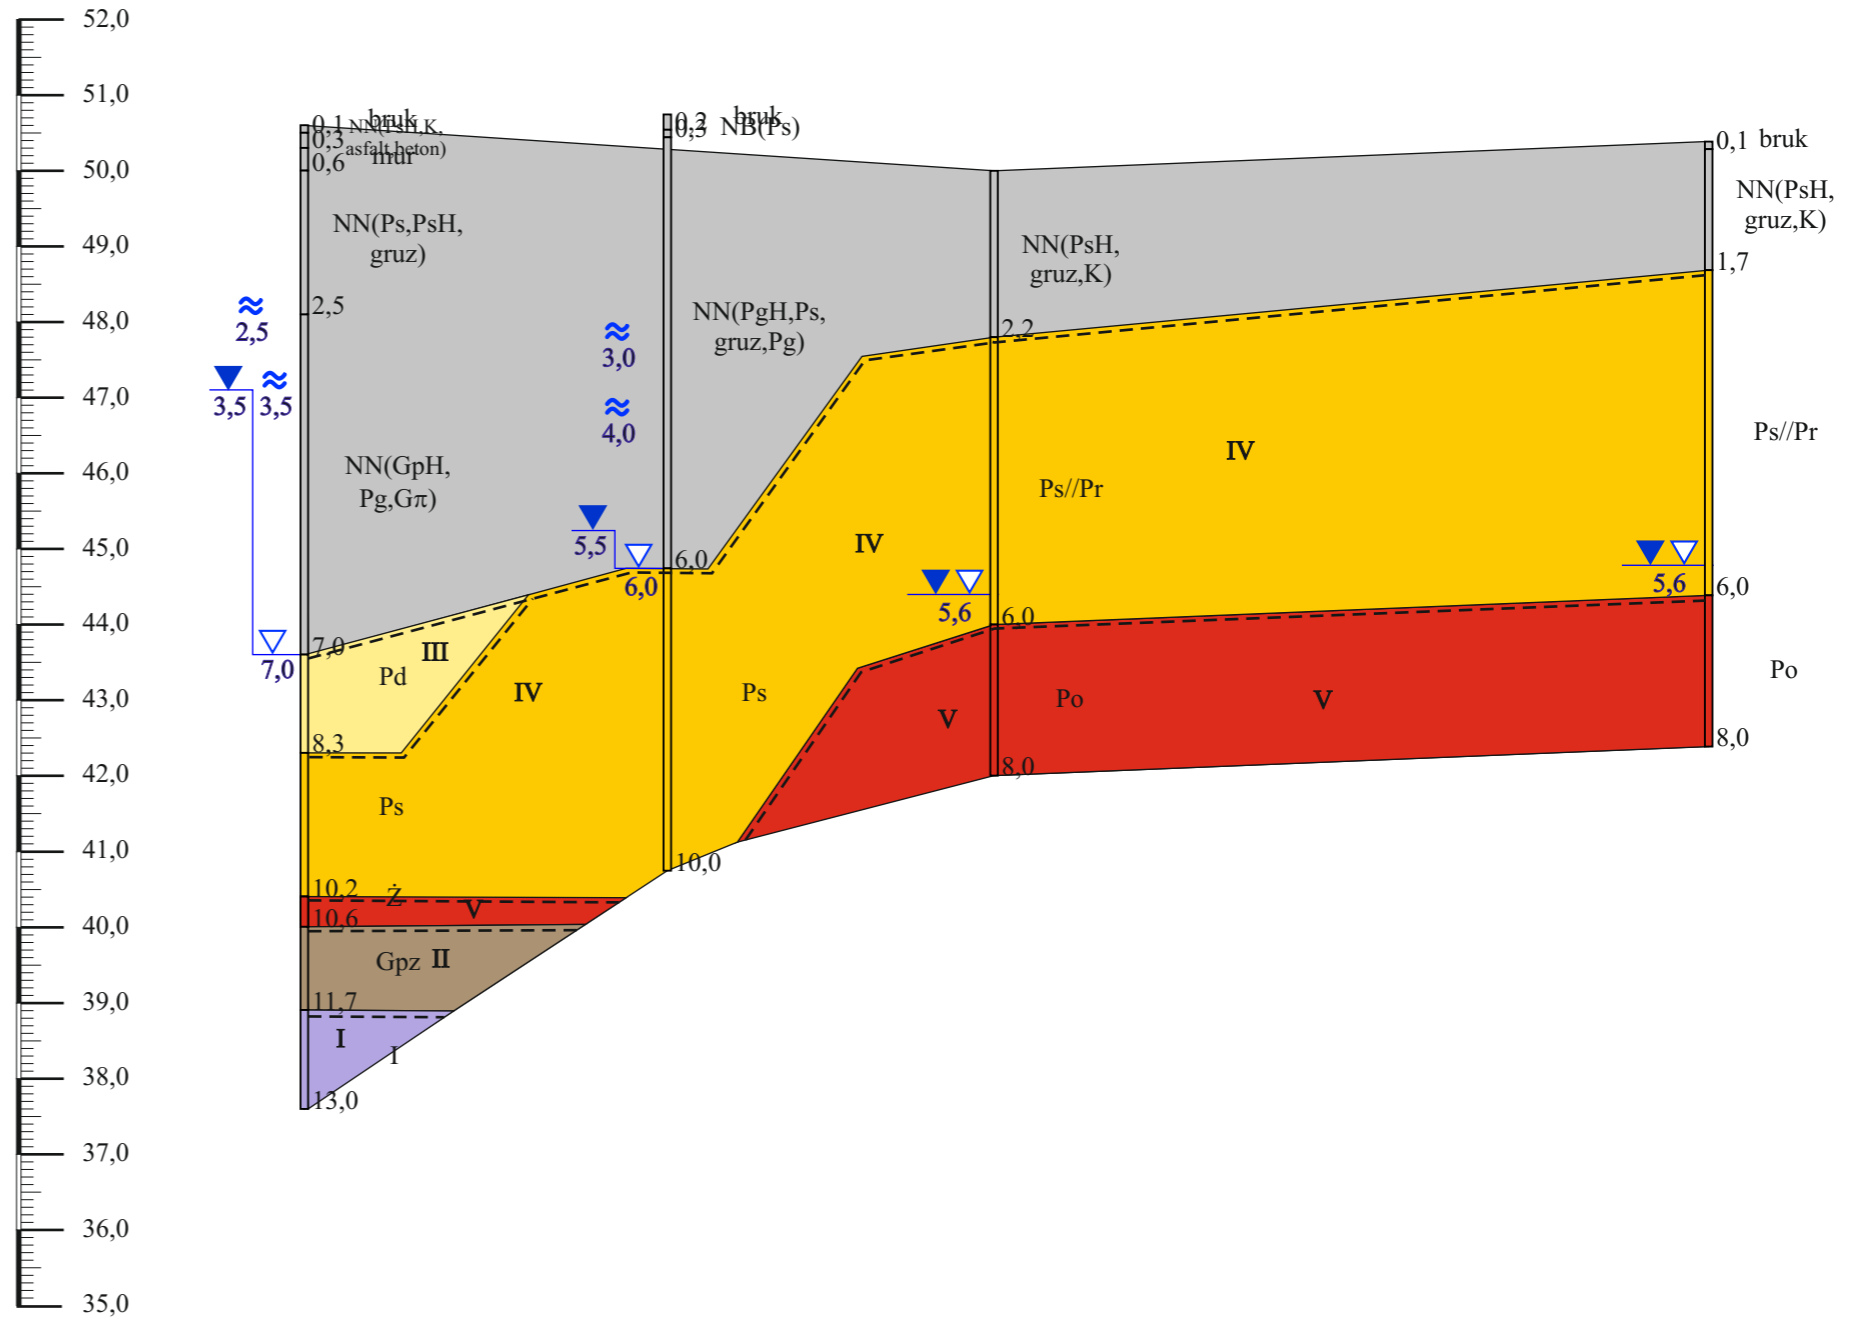 52,0
51,0
50,0
49,0
48,0
47,0
46,0
45,0
44,0
43,0
42,0
41,0
40,0
39,0
38,0
37,0
36,0
35,0
0,1 bruk
0,3 NN(PsH,K,
asfalt,beton)
0,6 mur
NN(Ps,PsH,
gruz)
2,5
NN(GpH,
Pg,Gπ)
7,0
Pd
III
8,3
Ps
IV
10,2 Ż
V
10,6
Gpz II
11,7
I
I
13,0
≈
2,5
≈
3,5 3,5
7,0
0,2 bruk
0,3 NB(Ps)
NN(PgH,Ps,
gruz,Pg)
≈
3,0
≈
4,0
5,5
6,0
6,0
Ps
10,0
IV
V
NN(PsH,
gruz,K)
2,2
Ps//Pr
IV
5,6
6,0
Po
V
8,0
0,1 bruk
NN(PsH,
gruz,K)
1,7
Ps//Pr
5,6
6,0
Po
8,0